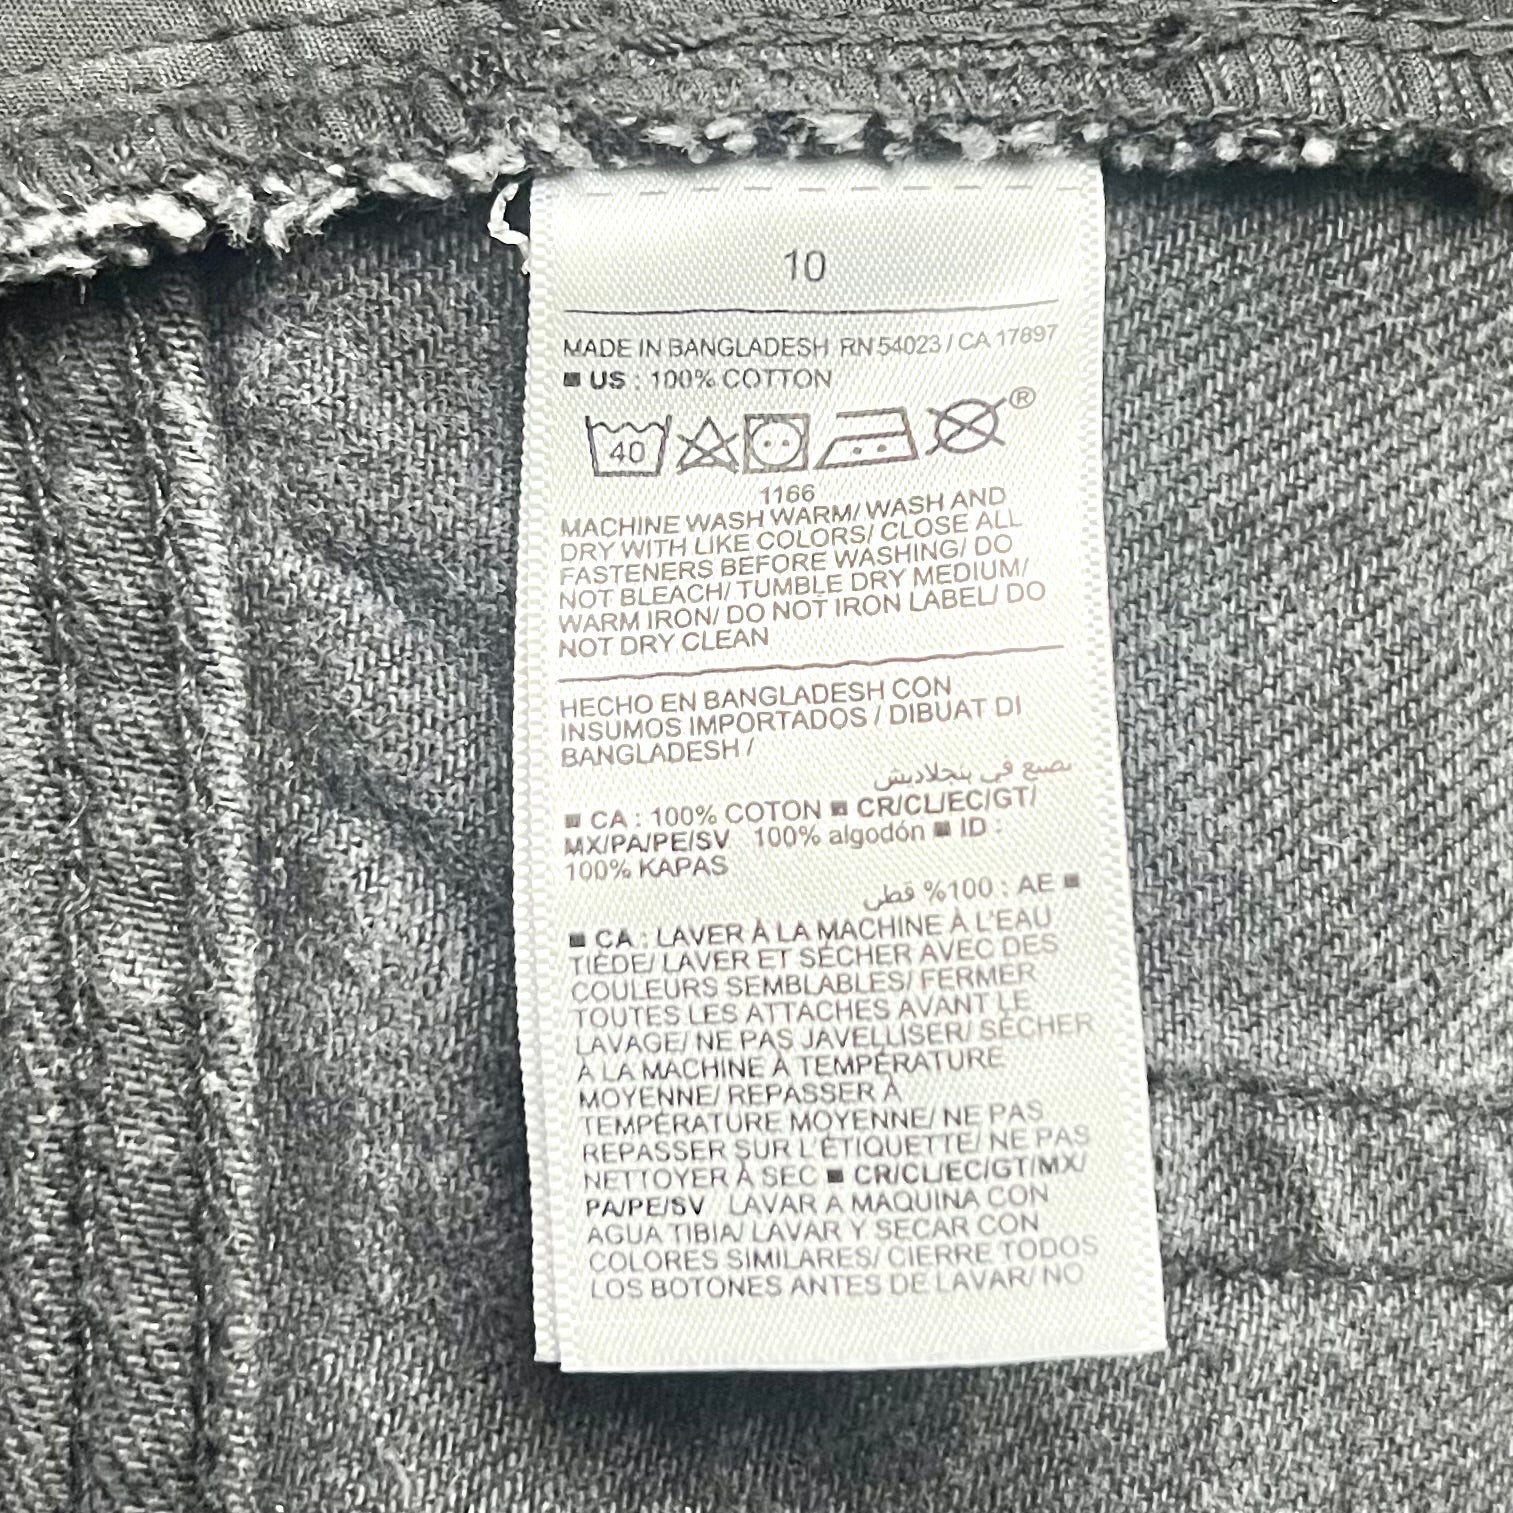 10
MADE IN BANGLADESH RN 54023 / CA 17897
■ US : 100% COTTON
40 ®
1166
MACHINE WASH WARM/ WASH AND
DRY WITH LIKE COLORS/ CLOSE ALL
FASTENERS BEFORE WASHING/ DO
NOT BLEACH/ TUMBLE DRY MEDIUM/
WARM IRON/ DO NOT IRON LABEL/ DO
NOT DRY CLEAN
HECHO EN BANGLADESH CON
INSUMOS IMPORTADOS / DIBUAT DI
BANGLADESH /
تصنع في بنجلاديش
■ CA : 100% COTON ■ CR/CL/EC/GT/
MX/PA/PE/SV 100% algodón ■ ID :
100% KAPAS
■ AE : 100% قطن
■ CA : LAVER À LA MACHINE À L'EAU
TIÈDE/ LAVER ET SÉCHER AVEC DES
COULEURS SEMBLABLES/ FERMER
TOUTES LES ATTACHES AVANT LE
LAVAGE/ NE PAS JAVELLISER/ SÉCHER
À LA MACHINE À TEMPÉRATURE
MOYENNE/ REPASSER À
TEMPÉRATURE MOYENNE/ NE PAS
REPASSER SUR L'ÉTIQUETTE/ NE PAS
NETTOYER À SEC ■ CR/CL/EC/GT/MX/
PA/PE/SV LAVAR A MAQUINA CON
AGUA TIBIA/ LAVAR Y SECAR CON
COLORES SIMILARES/ CIERRE TODOS
LOS BOTONES ANTES DE LAVAR/ NO